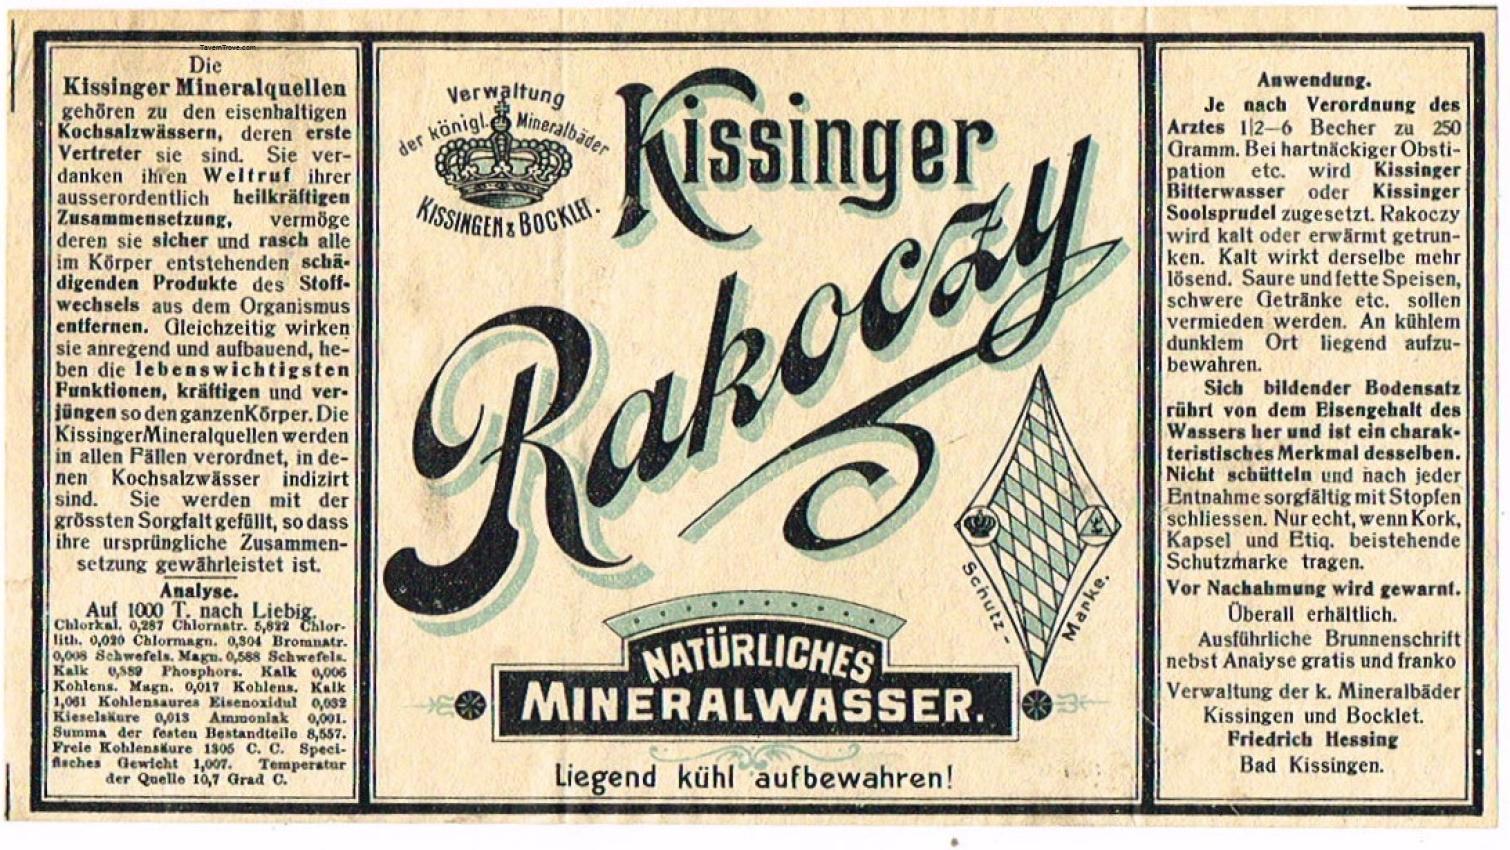 TavernTrove.com
Die
Kissinger Mineralquellen
gehören zu den eisenhaltigen
Kochsalzwässern, deren erste
Vertreter sie sind. Sie ver-
danken ihren Weltruf ihrer
ausserordentlich heilkräftigen
Zusammensetzung, vermöge
deren sie sicher und rasch alle
im Körper entstehenden schä-
digenden Produkte des Stoff-
wechsels aus dem Organismus
entfernen. Gleichzeitig wirken
sie anregend und aufbauend, he-
ben die lebenswichtigsten
Funktionen, kräftigen und ver-
jüngen so den ganzen Körper. Die
Kissinger Mineralquellen werden
in allen Fällen verordnet, in de-
nen Kochsalzwässer indizirt
sind. Sie werden mit der
grössten Sorgfalt gefüllt, so dass
ihre ursprüngliche Zusammen-
setzung gewährleistet ist.
Analyse.
Auf 1000 T. nach Liebig.
Chlorkal. 0,287 Chlornatr. 5,822 Chlor-
lith. 0,020 Chlormagn. 0,304 Bromnatr.
0,008 Schwefels. Magn. 0,588 Schwefels.
Kalk 0,389 Phosphors. Kalk 0,006
Kohlens. Magn. 0,017 Kohlens. Kalk
1,061 Kohlensaures Eisenoxidul 0,032
Kieselsäure 0,013 Ammoniak 0,001.
Summa der festen Bestandteile 8,557.
Freie Kohlensäure 1305 C. C. Speci-
fisches Gewicht 1,007. Temperatur
der Quelle 10,7 Grad C.
Verwaltung
der königl. Mineralbäder
KISSINGEN & BOCKLET.
Kissinger
Rakoczy
Schutz-Marke.
NATÜRLICHES
MINERALWASSER.
Liegend kühl aufbewahren!
Anwendung.
Je nach Verordnung des
Arztes 1|2–6 Becher zu 250
Gramm. Bei hartnäckiger Obsti-
pation etc. wird Kissinger
Bitterwasser oder Kissinger
Soolsprudel zugesetzt. Rakoczy
wird kalt oder erwärmt getrun-
ken. Kalt wirkt derselbe mehr
lösend. Saure und fette Speisen,
schwere Getränke etc. sollen
vermieden werden. An kühlem
dunklem Ort liegend aufzu-
bewahren.
Sich bildender Bodensatz
rührt von dem Eisengehalt des
Wassers her und ist ein charak-
teristisches Merkmal desselben.
Nicht schütteln und nach jeder
Entnahme sorgfältig mit Stopfen
schliessen. Nur echt, wenn Kork,
Kapsel und Etiq. beistehende
Schutzmarke tragen.
Vor Nachahmung wird gewarnt.
Überall erhältlich.
Ausführliche Brunnenschrift
nebst Analyse gratis und franko
Verwaltung der k. Mineralbäder
Kissingen und Bocklet.
Friedrich Hessing
Bad Kissingen.